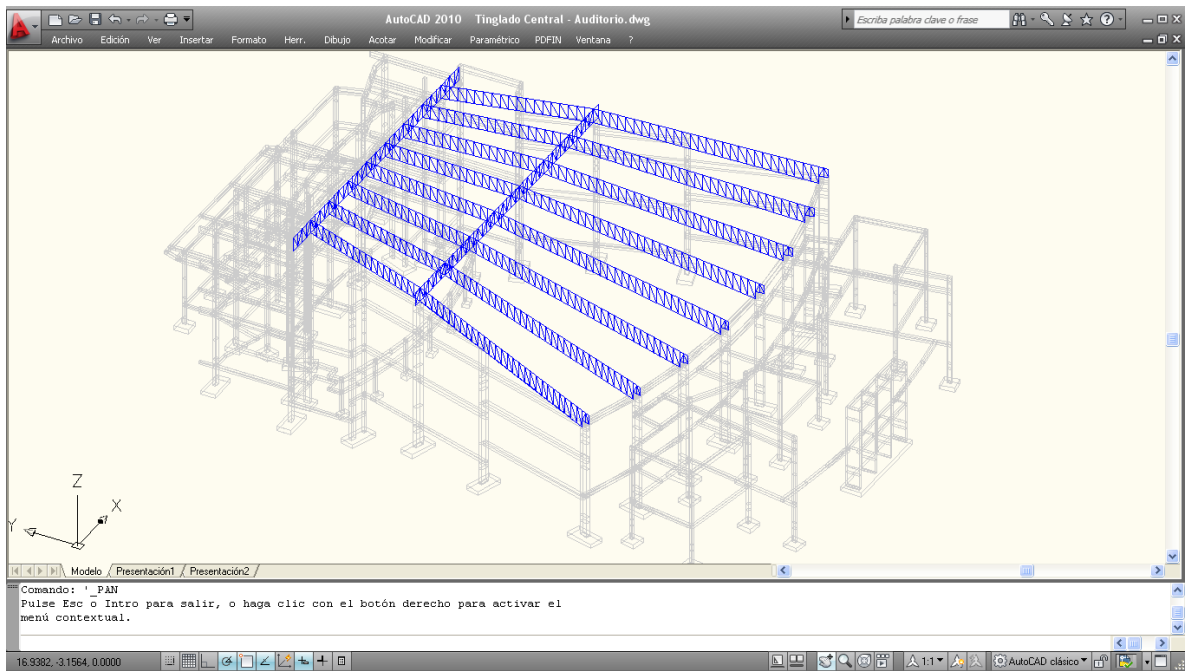 AutoCAD 2010 Tinglado Central - Auditorio.dwg
Escriba palabra clave o frase
Archivo Edición Ver Insertar Formato Herr. Dibujo Acotar Modificar Paramétrico PDFIN Ventana ?
Z
X
Y
Modelo Presentación1 Presentación2
Comando: '_PAN
Pulse Esc o Intro para salir, o haga clic con el botón derecho para activar el
menú contextual.
16.9382, -3.1564, 0.0000
1:1
AutoCAD clásico